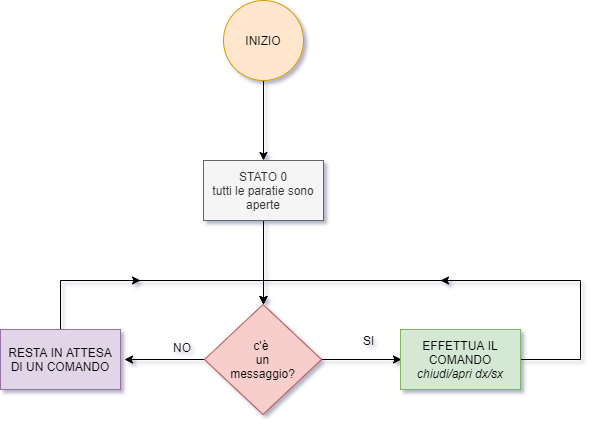 INIZIO
STATO 0
tutti le paratie sono
aperte
c'è
un
messaggio?
NO
SI
RESTA IN ATTESA
DI UN COMANDO
EFFETTUA IL
COMANDO
chiudi/apri dx/sx